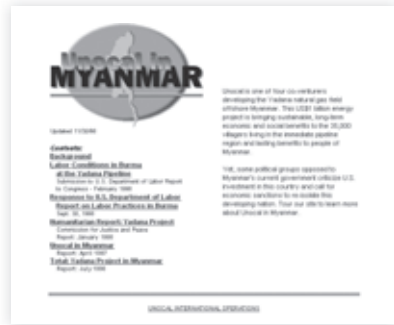 Unocal in
MYANMAR
Updated 11/30/98
Contents:
Background
Labor Conditions in Burma
at the Yadana Pipeline
Submission to U.S. Department of Labor Report
to Congress - February 1998
Response to U.S. Department of Labor
Report on Labor Practices in Burma
Sept. 30, 1998
Humanitarian Report: Yadana Project
Commission for Justice and Peace
Report: January 1998
Unocal in Myanmar
Report: April 1997
Total: Yadana Project in Myanmar
Report: July 1998
Unocal is one of four co-venturers
developing the Yadana natural gas field
offshore Myanmar. This US$1 billion energy
project is bringing sustainable, long-term
economic and social benefits to the 35,000
villagers living in the immediate pipeline
region and lasting benefits to people of
Myanmar.
Yet, some political groups opposed to
Myanmar's current government criticize U.S.
investment in this country and call for
economic sanctions to re-isolate this
developing nation. Tour our site to learn more
about Unocal in Myanmar.
UNOCAL INTERNATIONAL OPERATIONS